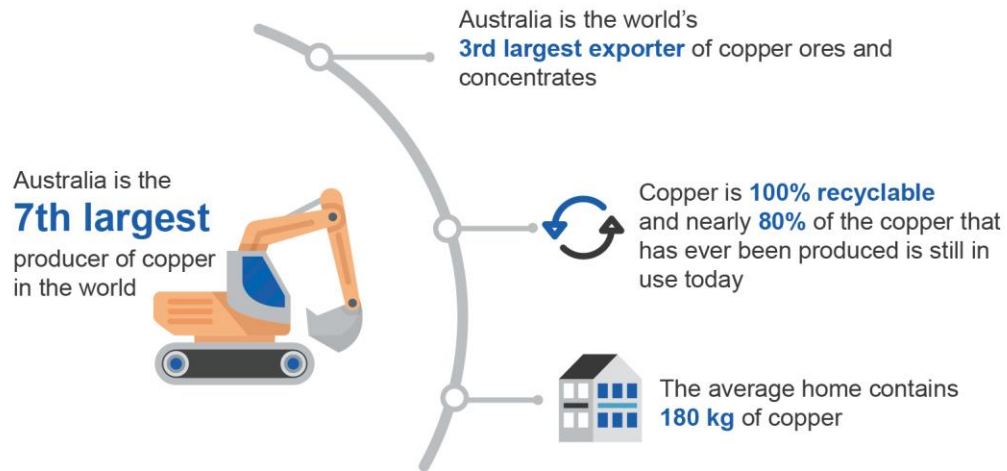 Australia is the world's
3rd largest exporter of copper ores and
concentrates
Australia is the
7th largest
producer of copper
in the world
Copper is 100% recyclable
and nearly 80% of the copper that
has ever been produced is still in
use today
The average home contains
180 kg of copper